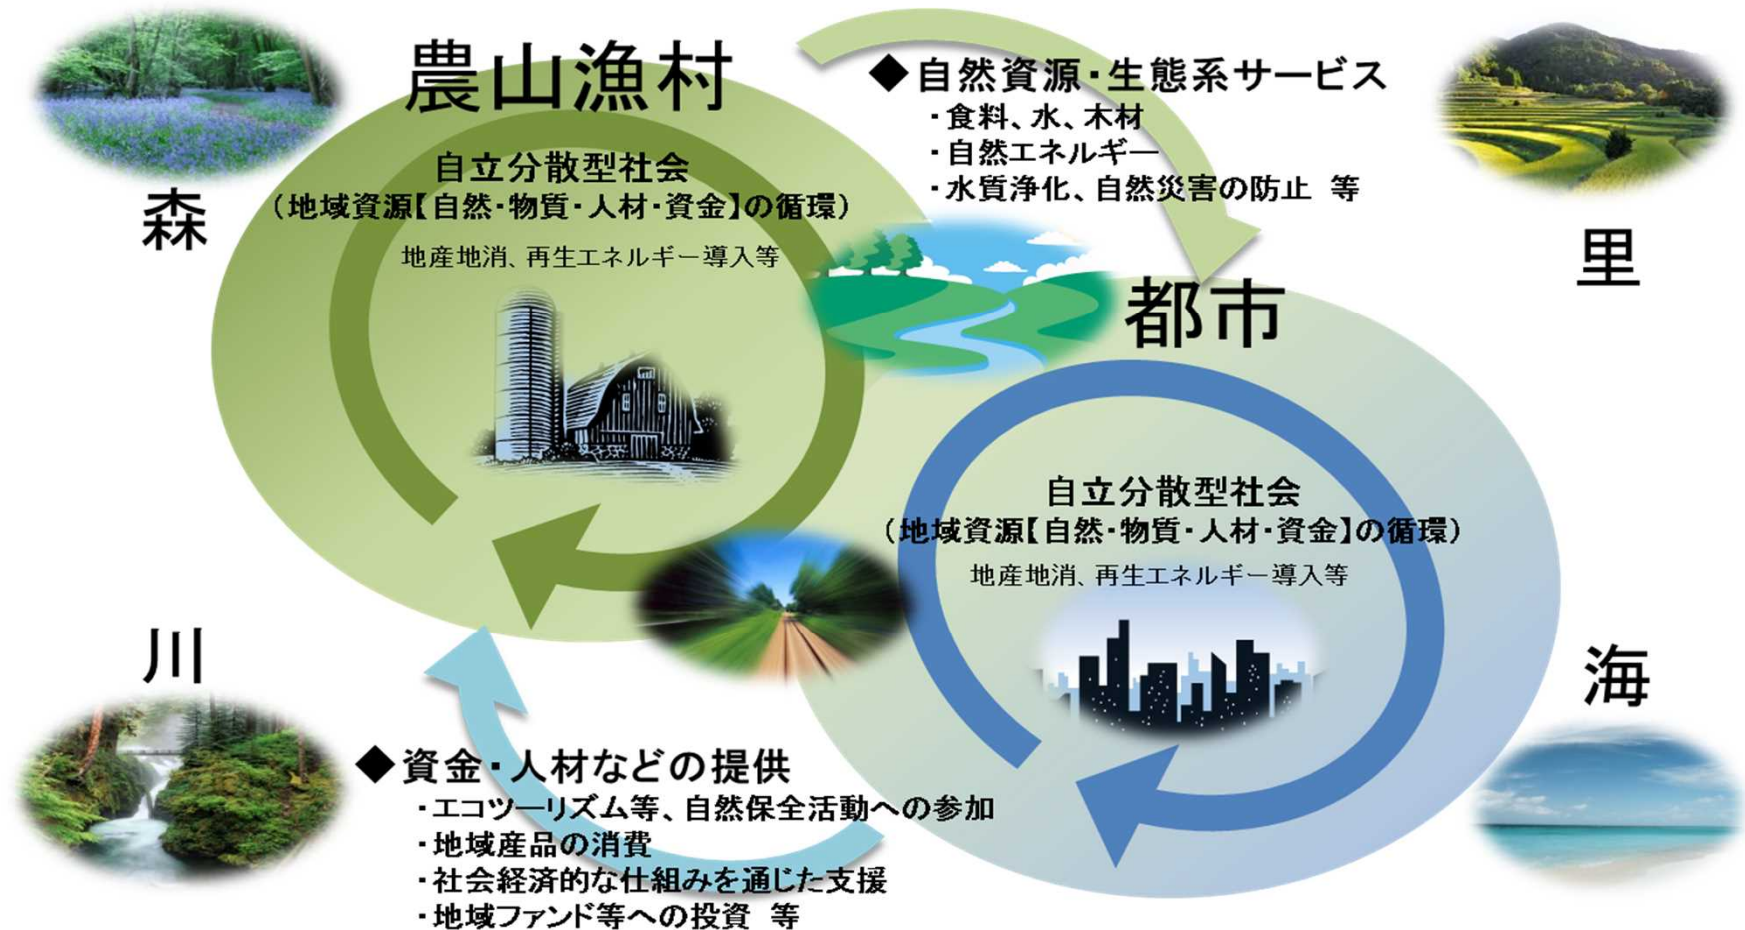 農山漁村
◆自然資源・生態系サービス
・食料、水、木材
・自然エネルギー
・水質浄化、自然災害の防止 等
森
自立分散型社会
(地域資源【自然・物質・人材・資金】の循環)
地産地消、再生エネルギー導入等
里
都市
自立分散型社会
(地域資源【自然・物質・人材・資金】の循環)
地産地消、再生エネルギー導入等
川
海
◆資金・人材などの提供
・エコツーリズム等、自然保全活動への参加
・地域産品の消費
・社会経済的な仕組みを通じた支援
・地域ファンド等への投資 等